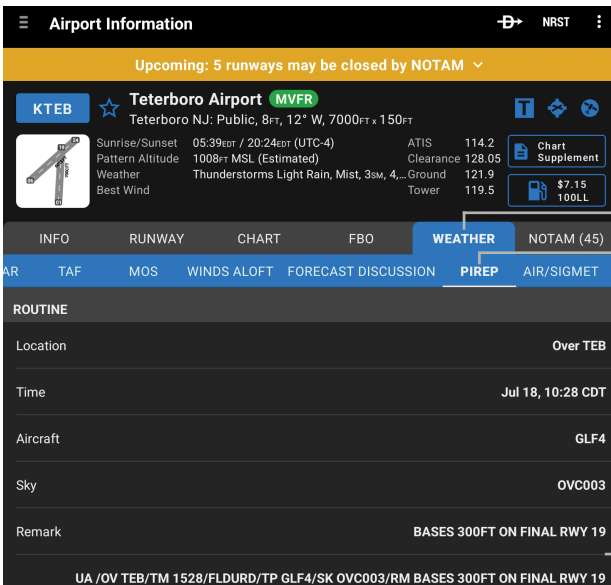 Airport Information
NRST
Upcoming: 5 runways may be closed by NOTAM
KTEB
Teterboro Airport MVFR
Teterboro NJ: Public, 8FT, 12° W, 7000FT x 150FT
T
Sunrise/Sunset 05:39EDT / 20:24EDT (UTC-4)
Pattern Altitude 1008FT MSL (Estimated)
Weather Thunderstorms Light Rain, Mist, 3SM, 4,...
Best Wind
ATIS 114.2
Clearance 128.05
Ground 121.9
Tower 119.5
Chart
Supplement
$7.15
100LL
INFO RUNWAY CHART FBO WEATHER NOTAM (45)
AR TAF MOS WINDS ALOFT FORECAST DISCUSSION PIREP AIR/SIGMET
ROUTINE
Location Over TEB
Time Jul 18, 10:28 CDT
Aircraft GLF4
Sky OVC003
Remark BASES 300FT ON FINAL RWY 19
UA /OV TEB/TM 1528/FLDURD/TP GLF4/SK OVC003/RM BASES 300FT ON FINAL RWY 19